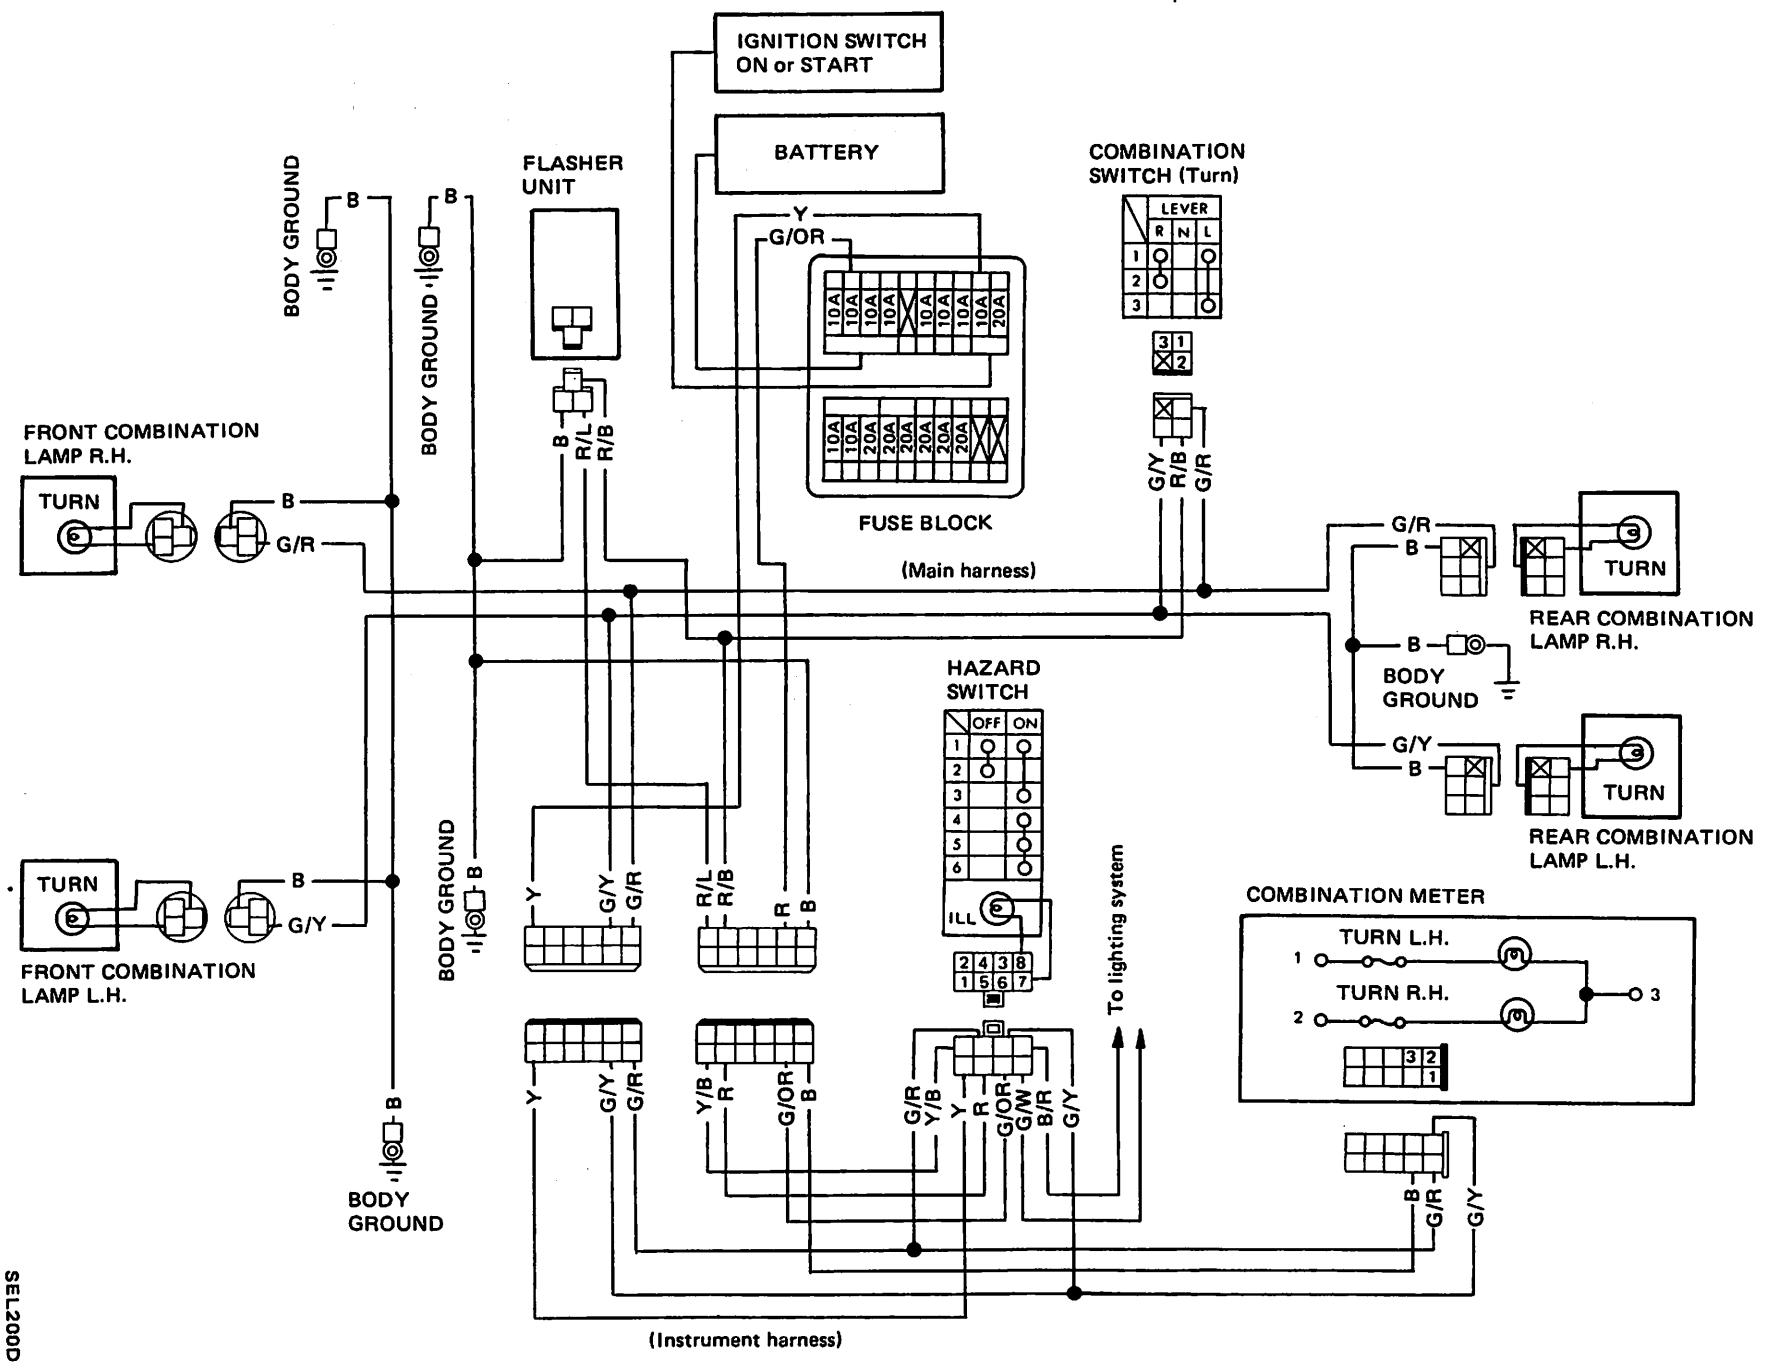 IGNITION SWITCH
ON or START
BATTERY
FLASHER
UNIT
COMBINATION
SWITCH (Turn)
LEVER
R N L
1
2
3
3 1
2
BODY GROUND
B
BODY GROUND
B
Y
G/OR
10A 10A 10A 10A 10A 10A 10A 10A 20A
10A 10A 20A 20A 20A 20A 20A 20A
FUSE BLOCK
B
R/L
R/B
G/Y
R/B
G/R
FRONT COMBINATION
LAMP R.H.
TURN
B
G/R
(Main harness)
G/R
B
TURN
REAR COMBINATION
LAMP R.H.
B
BODY
GROUND
G/Y
B
TURN
REAR COMBINATION
LAMP L.H.
HAZARD
SWITCH
OFF ON
1
2
3
4
5
6
ILL
2 4 3 8
1 5 6 7
To lighting system
FRONT COMBINATION
LAMP L.H.
TURN
B
G/Y
BODY GROUND
B
Y
G/Y
G/R
R/L
R/B
R
B
COMBINATION METER
TURN L.H.
1
TURN R.H.
2
3
3 2
1
Y
G/Y
G/R
Y/B
R
G/OR
B
G/R
Y/B
Y
R
G/OR
G/W
B/R
G/Y
B
G/R
G/Y
B
BODY
GROUND
(Instrument harness)
SEL200D